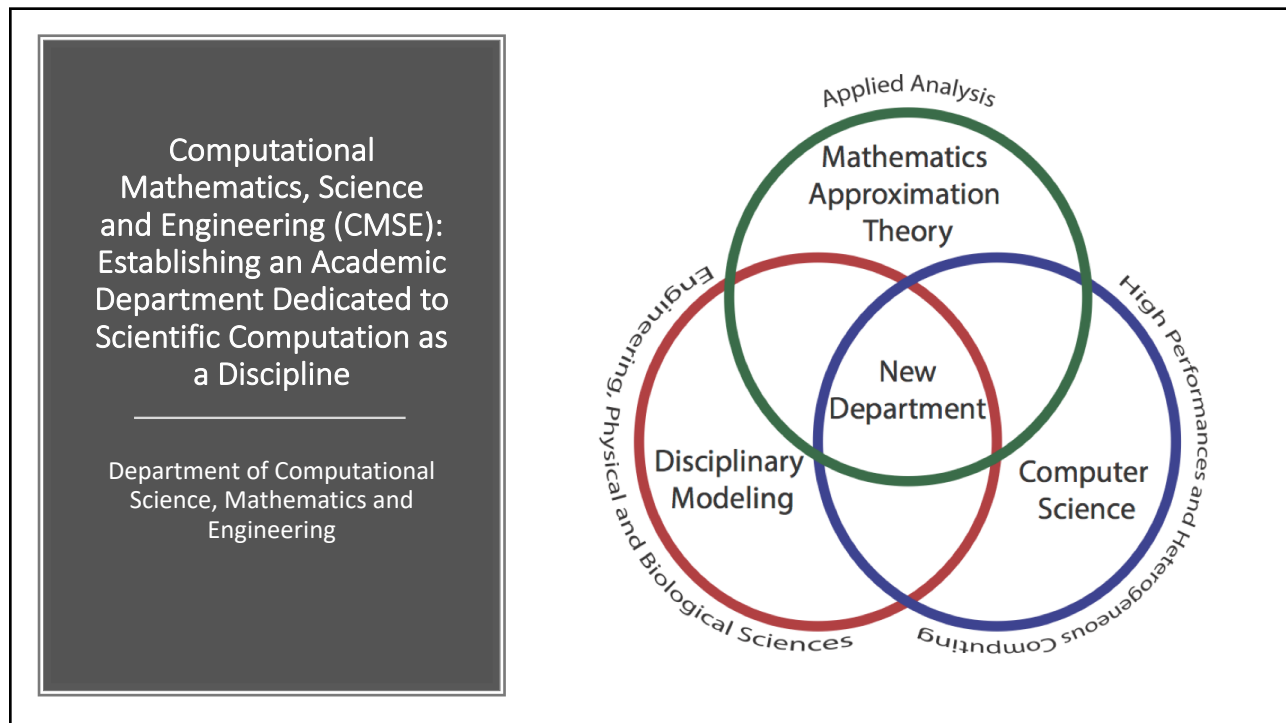 Computational
Mathematics, Science
and Engineering (CMSE):
Establishing an Academic
Department Dedicated to
Scientific Computation as
a Discipline
Department of Computational
Science, Mathematics and
Engineering
Applied Analysis
Mathematics
Approximation
Theory
Engineering, Physical and Biological Sciences
High Performances and Heterogeneous Computing
New
Department
Disciplinary
Modeling
Computer
Science